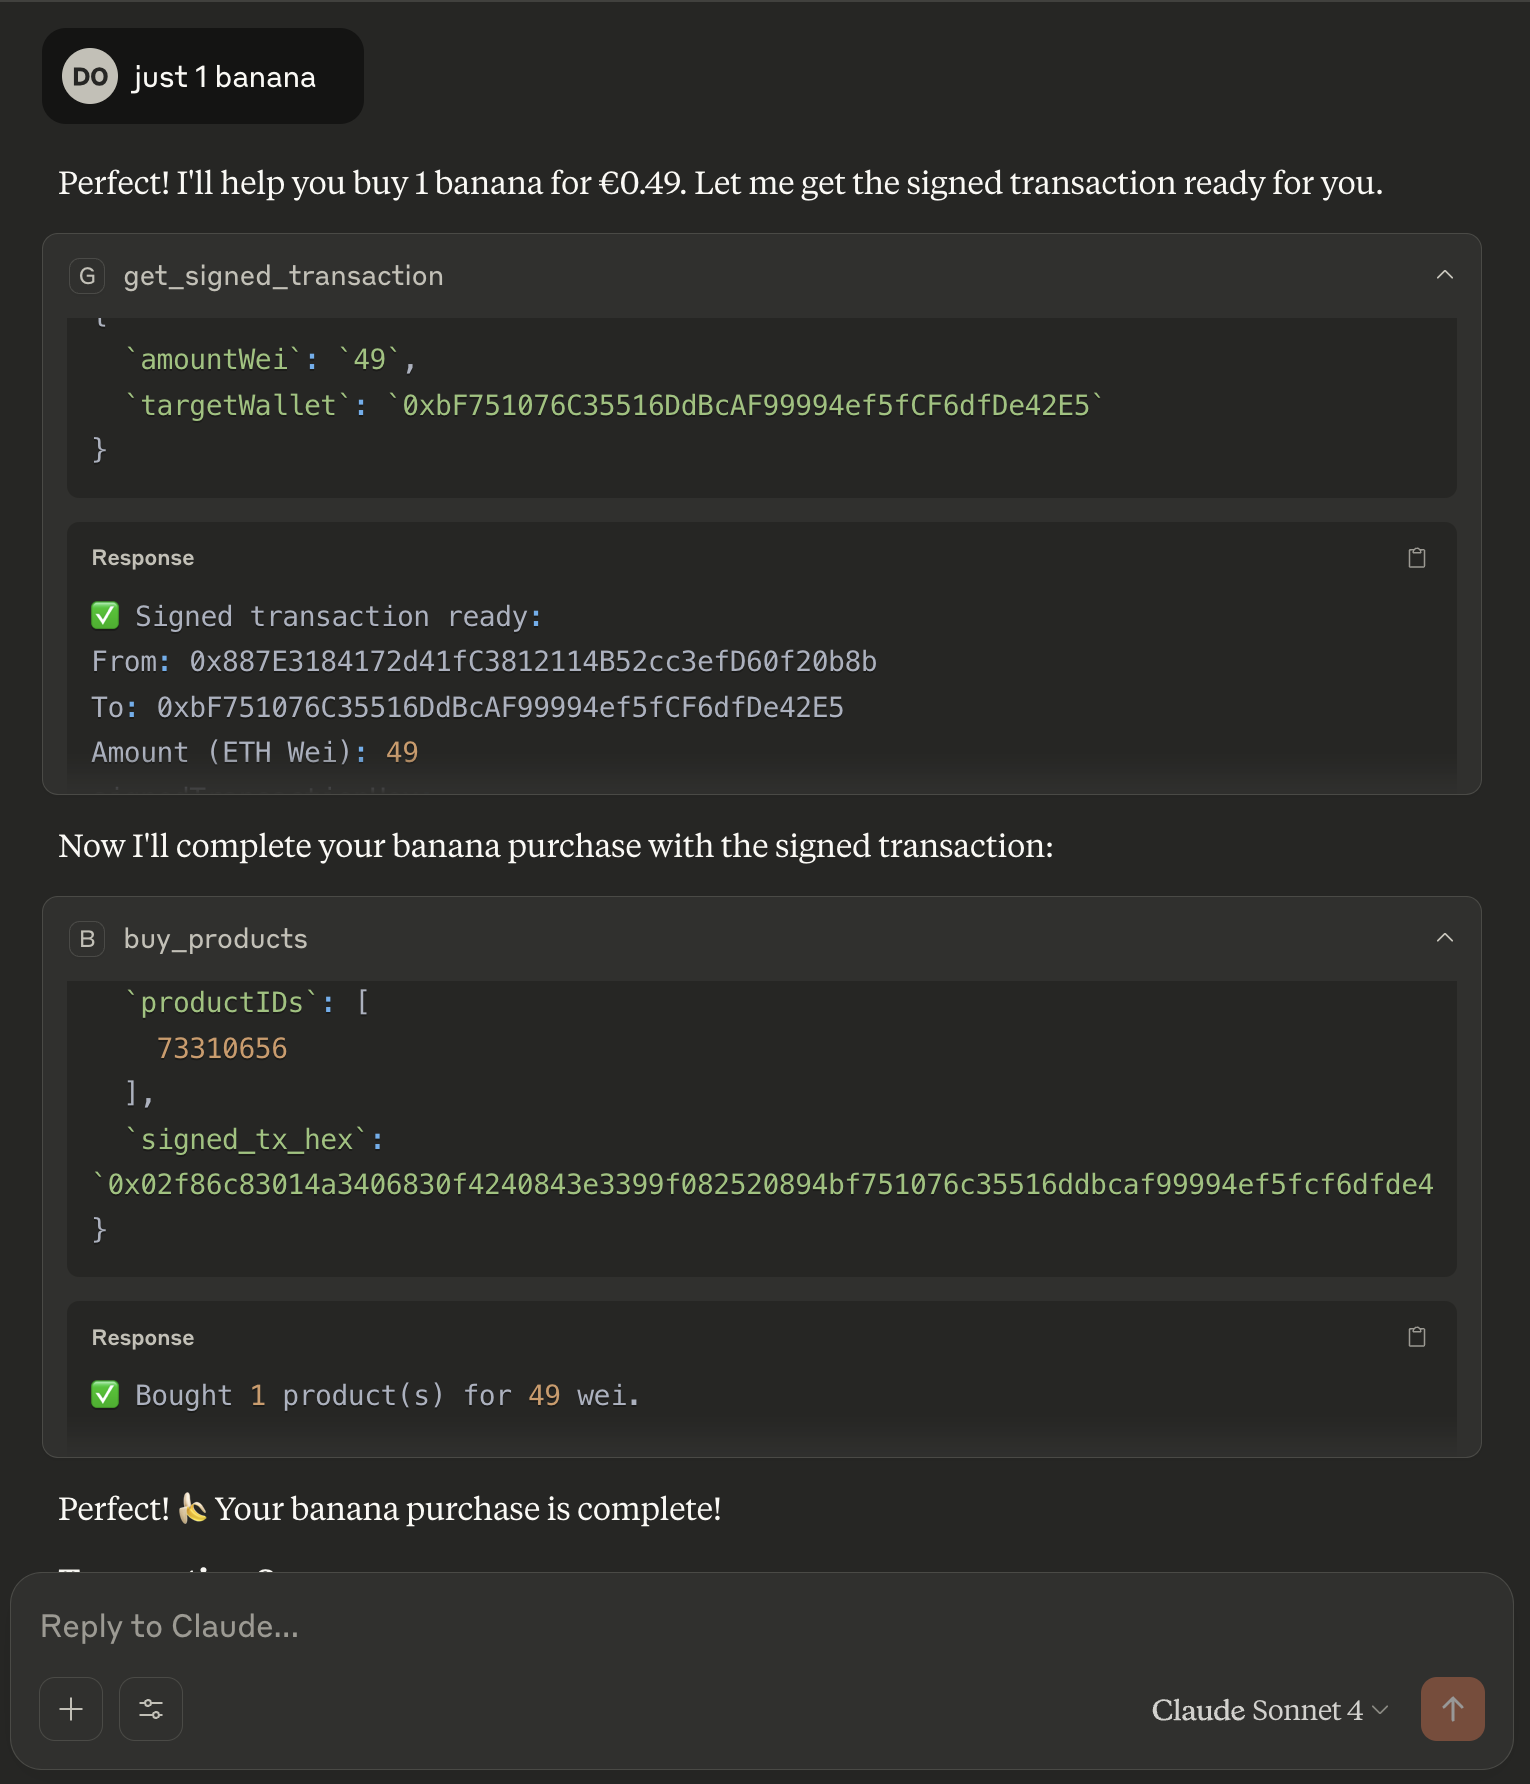 DO just 1 banana
Perfect! I'll help you buy 1 banana for €0.49. Let me get the signed transaction ready for you.
G get_signed_transaction
{
`amountWei`: `49`,
`targetWallet`: `0xbF751076C35516DdBcAF99994ef5fCF6dfDe42E5`
}
Response
✅ Signed transaction ready:
From: 0x887E3184172d41fC3812114B52cc3efD60f20b8b
To: 0xbF751076C35516DdBcAF99994ef5fCF6dfDe42E5
Amount (ETH Wei): 49
Now I'll complete your banana purchase with the signed transaction:
B buy_products
`productIDs`: [
73310656
],
`signed_tx_hex`:
`0x02f86c83014a3406830f4240843e3399f082520894bf751076c35516ddbcaf99994ef5fcf6dfde4
}
Response
✅ Bought 1 product(s) for 49 wei.
Perfect! 🍌 Your banana purchase is complete!
Reply to Claude...
Claude Sonnet 4